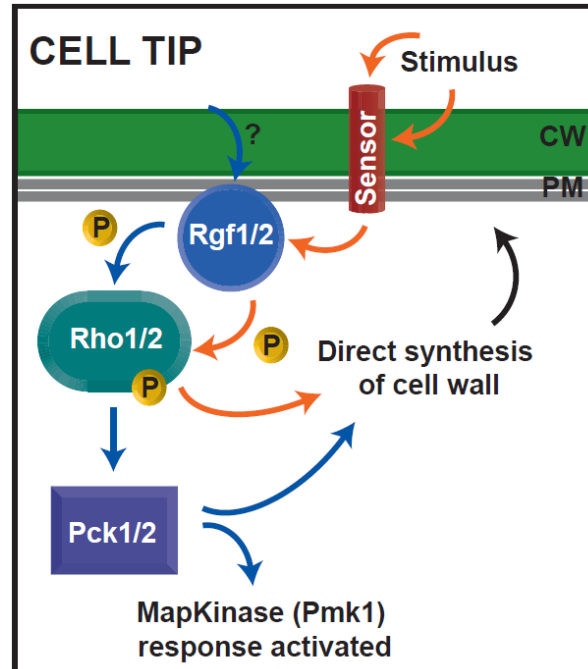 CELL TIP
Stimulus
?
CW
Sensor
PM
P
Rgf1/2
Rho1/2
P
P
Direct synthesis
of cell wall
Pck1/2
MapKinase (Pmk1)
response activated